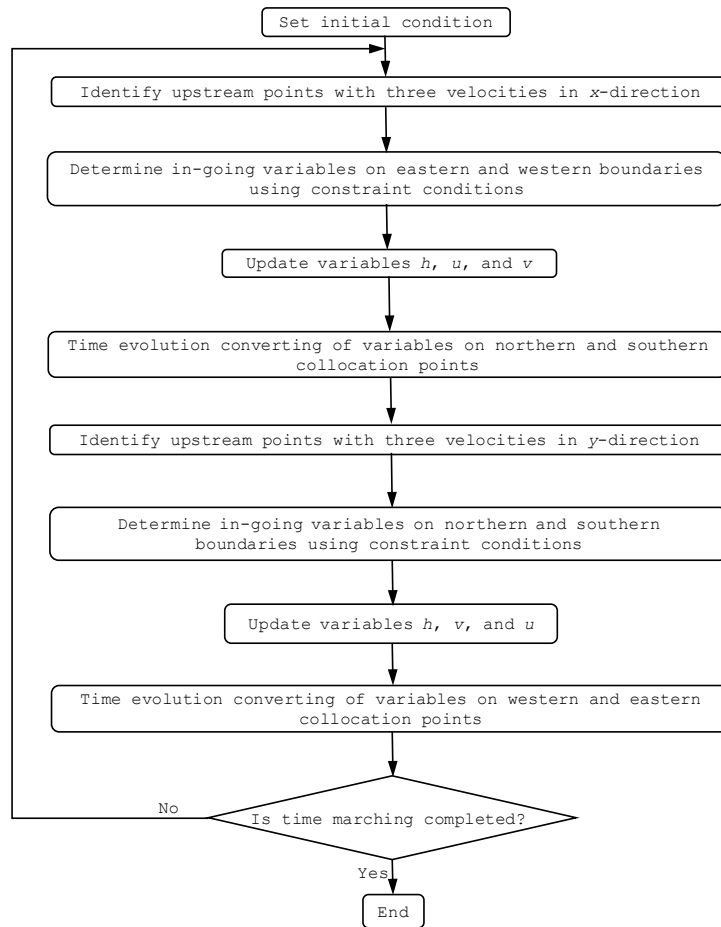 Set initial condition
Identify upstream points with three velocities in x-direction
Determine in-going variables on eastern and western boundaries
using constraint conditions
Update variables h, u, and v
Time evolution converting of variables on northern and southern
collocation points
Identify upstream points with three velocities in y-direction
Determine in-going variables on northern and southern
boundaries using constraint conditions
Update variables h, v, and u
Time evolution converting of variables on western and eastern
collocation points
No
Is time marching completed?
Yes
End